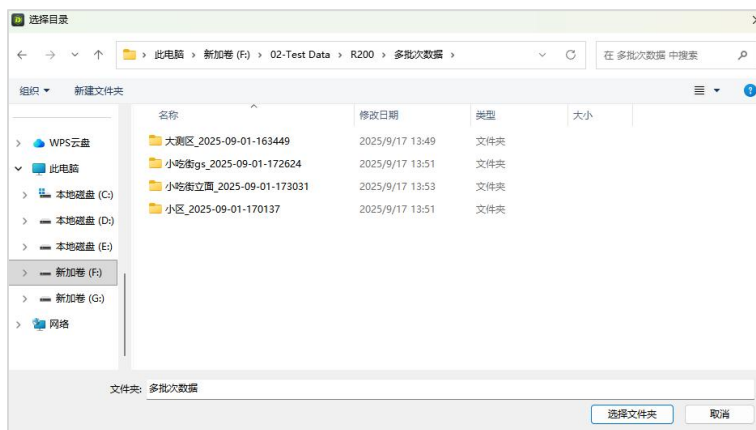 选择目录
此电脑 › 新加卷 (F:) › 02-Test Data › R200 › 多批次数据 ›
在 多批次数据 中搜索
组织 新建文件夹
名称 修改日期 类型 大小
WPS云盘
此电脑
本地磁盘 (C:)
本地磁盘 (D:)
本地磁盘 (E:)
新加卷 (F:)
新加卷 (G:)
网络
大测区_2025-09-01-163449 2025/9/17 13:49 文件夹
小吃街gs_2025-09-01-172624 2025/9/17 13:51 文件夹
小吃街立面_2025-09-01-173031 2025/9/17 13:53 文件夹
小区_2025-09-01-170137 2025/9/17 13:51 文件夹
文件夹: 多批次数据
选择文件夹 取消